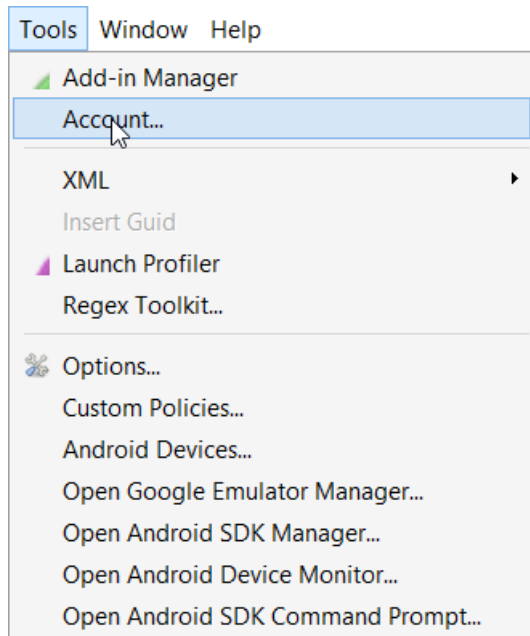 Tools Window Help
Add-in Manager
Account...
XML
Insert Guid
Launch Profiler
Regex Toolkit...
Options...
Custom Policies...
Android Devices...
Open Google Emulator Manager...
Open Android SDK Manager...
Open Android Device Monitor...
Open Android SDK Command Prompt...